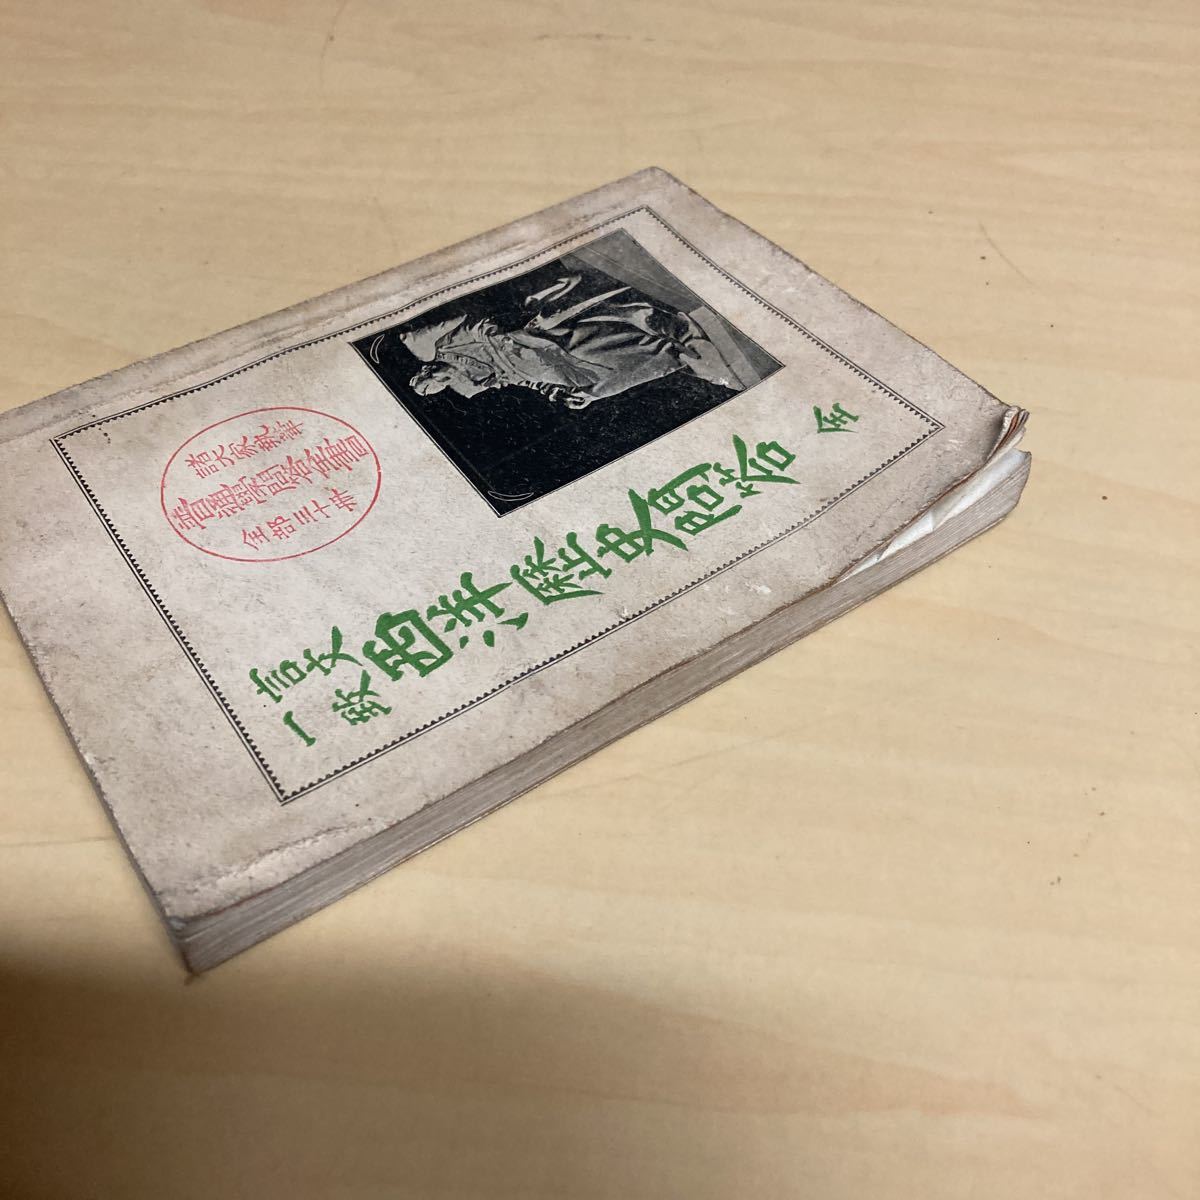 言文
一致
西洋歷史問答
全
諸大家執筆
普通學問答全書
全部三十冊